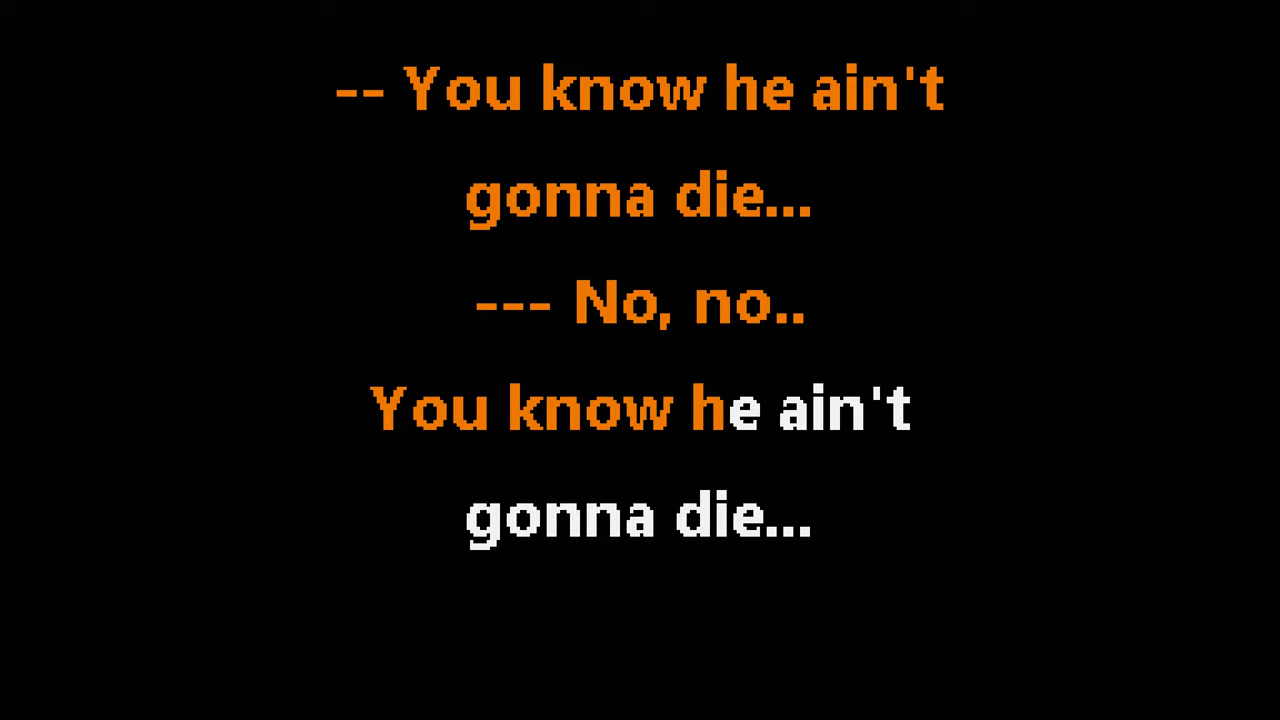 -- You know he ain't
gonna die...
--- No, no..
You know he ain't
gonna die...